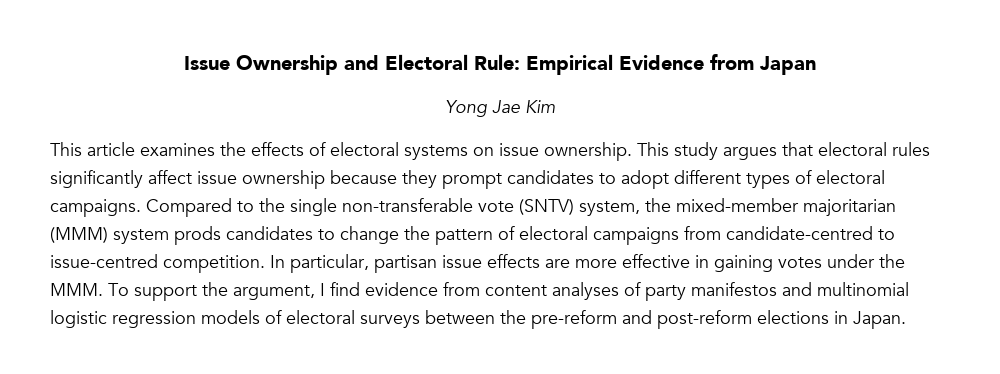 Issue Ownership and Electoral Rule: Empirical Evidence from Japan
Yong Jae Kim
This article examines the effects of electoral systems on issue ownership. This study argues that electoral rules
significantly affect issue ownership because they prompt candidates to adopt different types of electoral
campaigns. Compared to the single non-transferable vote (SNTV) system, the mixed-member majoritarian
(MMM) system prods candidates to change the pattern of electoral campaigns from candidate-centred to
issue-centred competition. In particular, partisan issue effects are more effective in gaining votes under the
MMM. To support the argument, I find evidence from content analyses of party manifestos and multinomial
logistic regression models of electoral surveys between the pre-reform and post-reform elections in Japan.